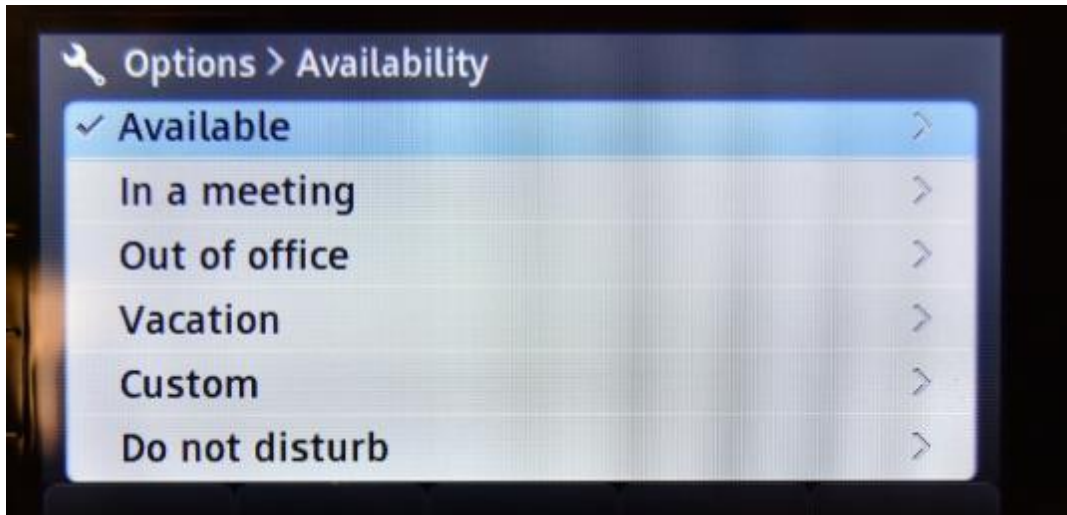 Options > Availability
✓ Available
In a meeting
Out of office
Vacation
Custom
Do not disturb